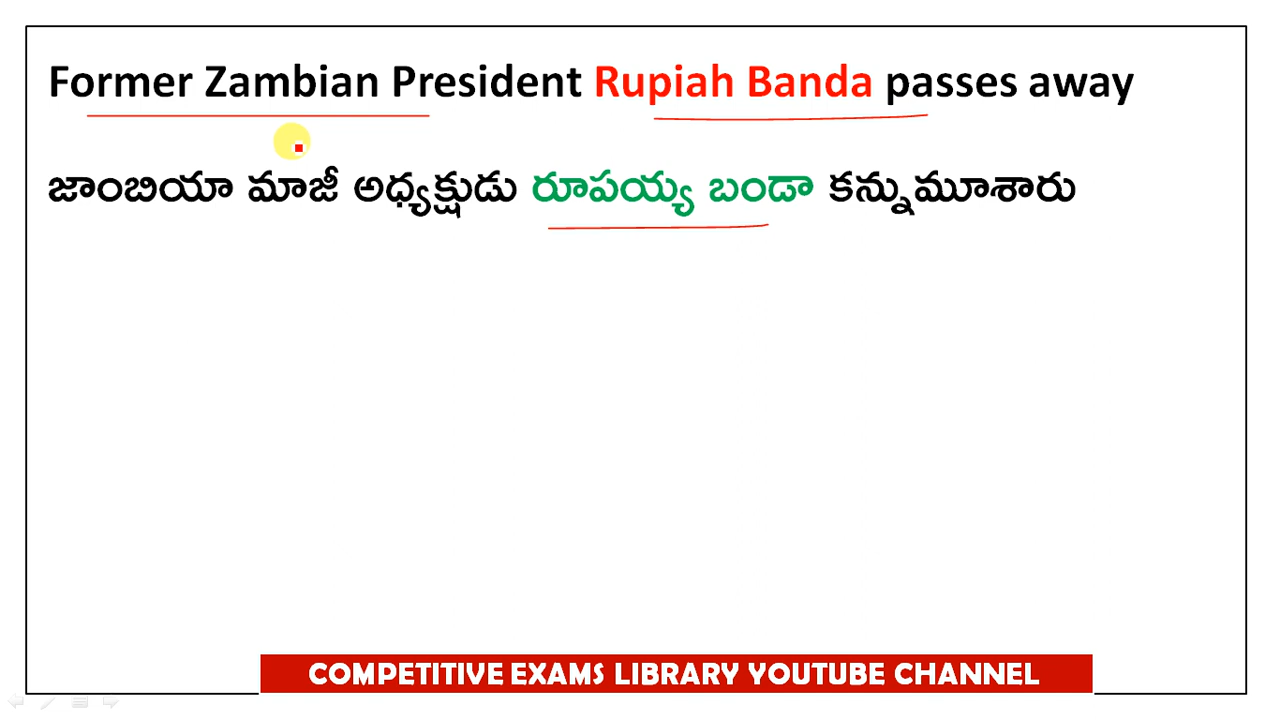 Former Zambian President Rupiah Banda passes away
జాంబియా మాజీ అధ్యక్షుడు రూపయ్య బండా కన్నుమూశారు
COMPETITIVE EXAMS LIBRARY YOUTUBE CHANNEL